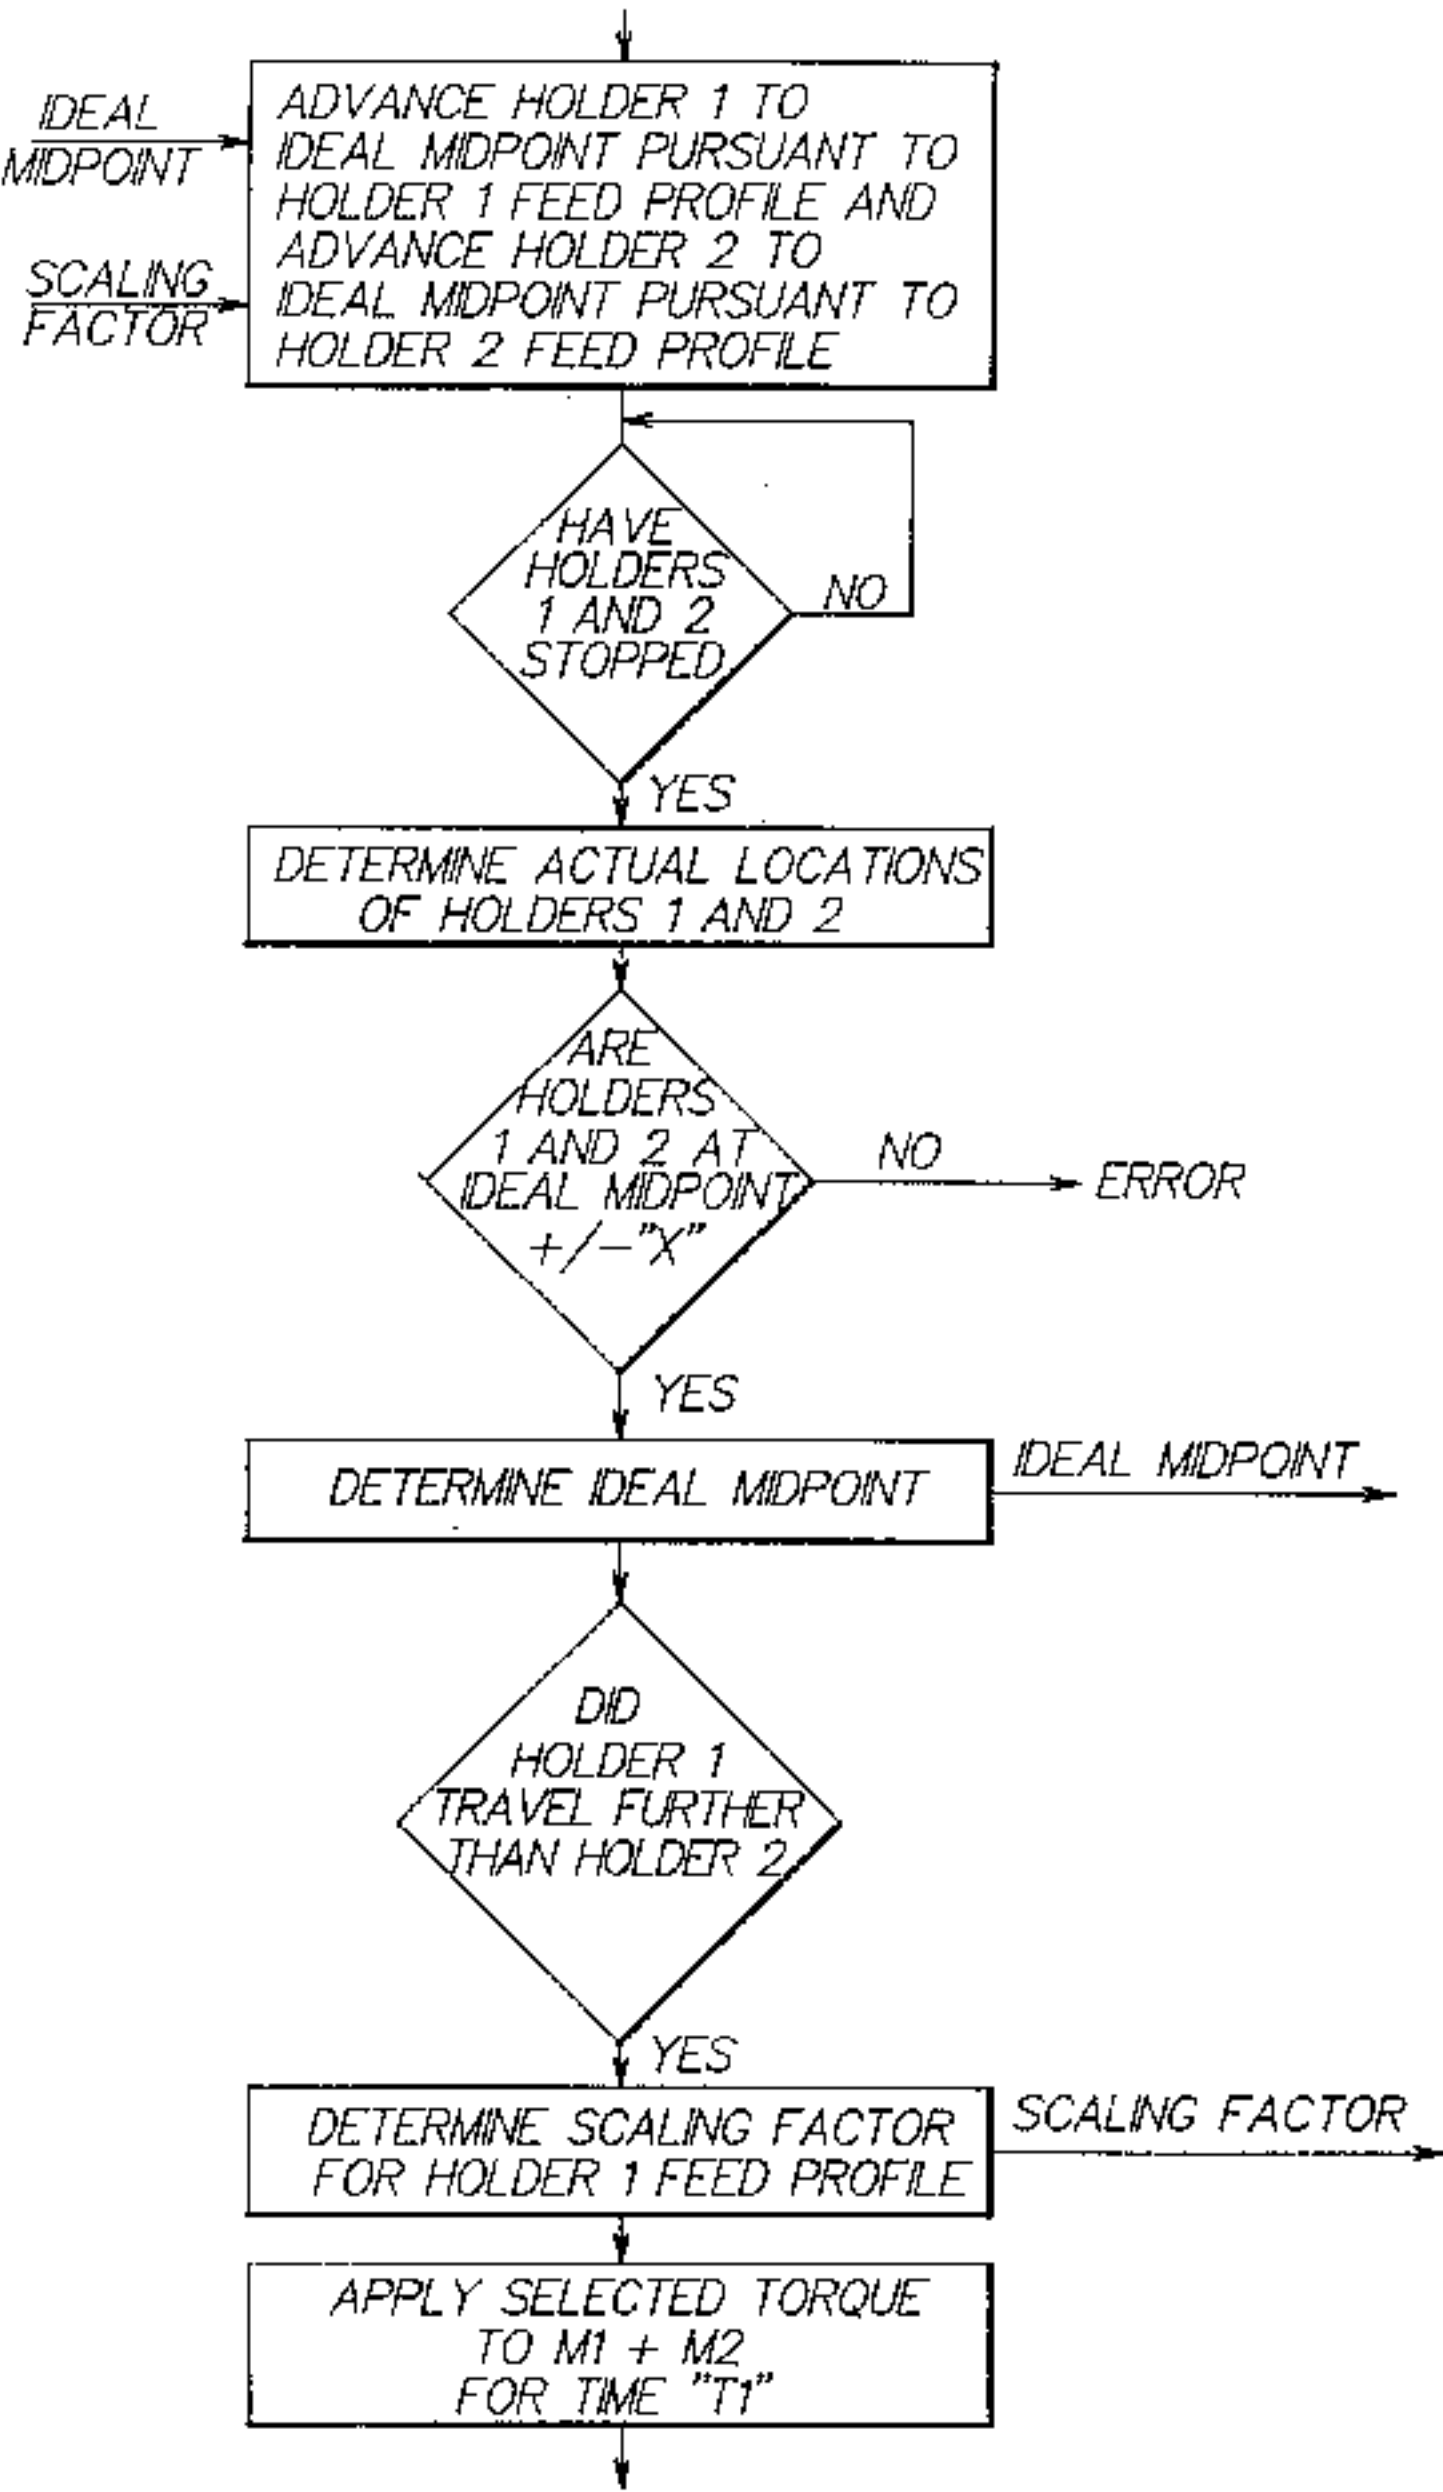 IDEAL
MIDPOINT
SCALING
FACTOR
ADVANCE HOLDER 1 TO
IDEAL MIDPOINT PURSUANT TO
HOLDER 1 FEED PROFILE AND
ADVANCE HOLDER 2 TO
IDEAL MIDPOINT PURSUANT TO
HOLDER 2 FEED PROFILE
HAVE
HOLDERS
1 AND 2
STOPPED
NO
YES
DETERMINE ACTUAL LOCATIONS
OF HOLDERS 1 AND 2
ARE
HOLDERS
1 AND 2 AT
IDEAL MIDPOINT
+/-"X"
NO
ERROR
YES
DETERMINE IDEAL MIDPOINT
IDEAL MIDPOINT
DID
HOLDER 1
TRAVEL FURTHER
THAN HOLDER 2
YES
DETERMINE SCALING FACTOR
FOR HOLDER 1 FEED PROFILE
SCALING FACTOR
APPLY SELECTED TORQUE
TO M1 + M2
FOR TIME "T1"